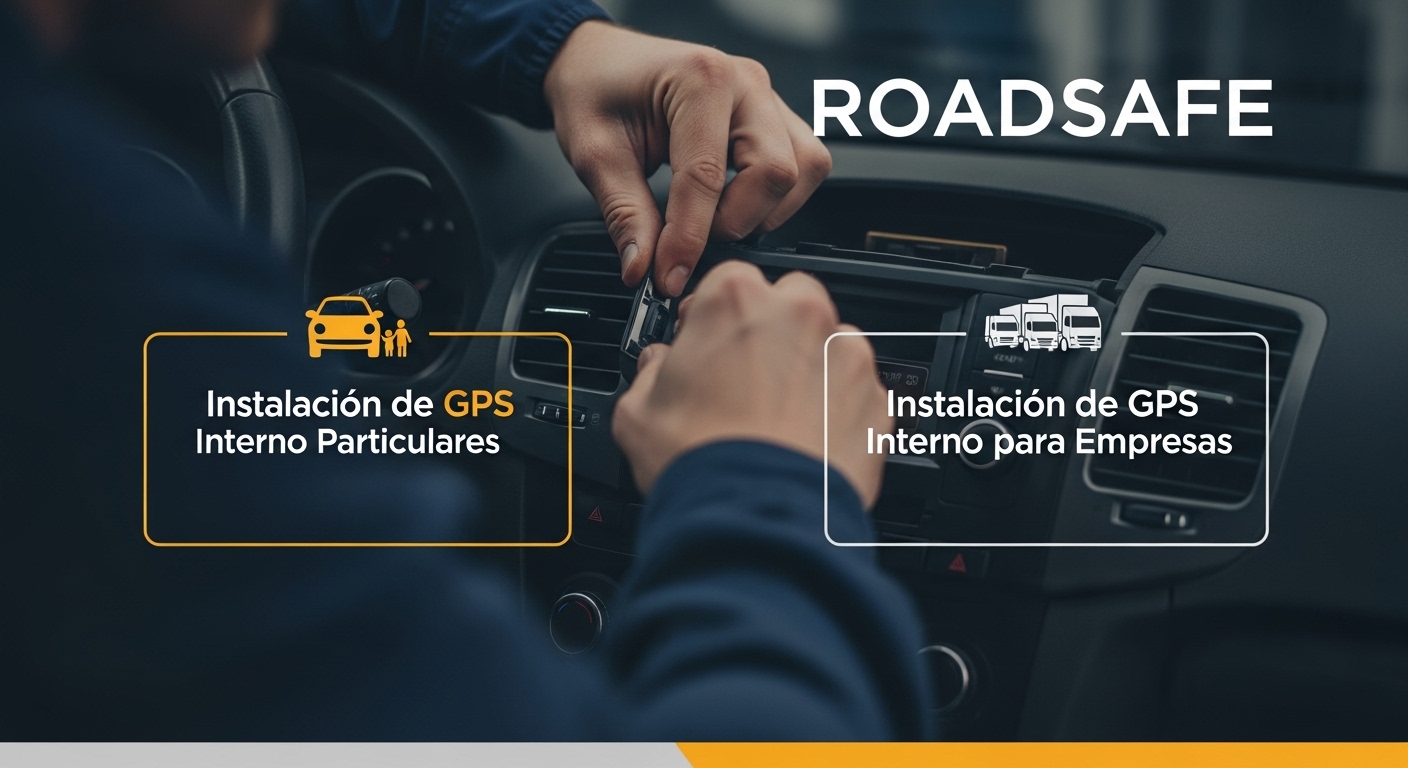 ROADSAFE
Instalación de GPS
Interno Particulares
Instalación de GPS
Interno para Empresas